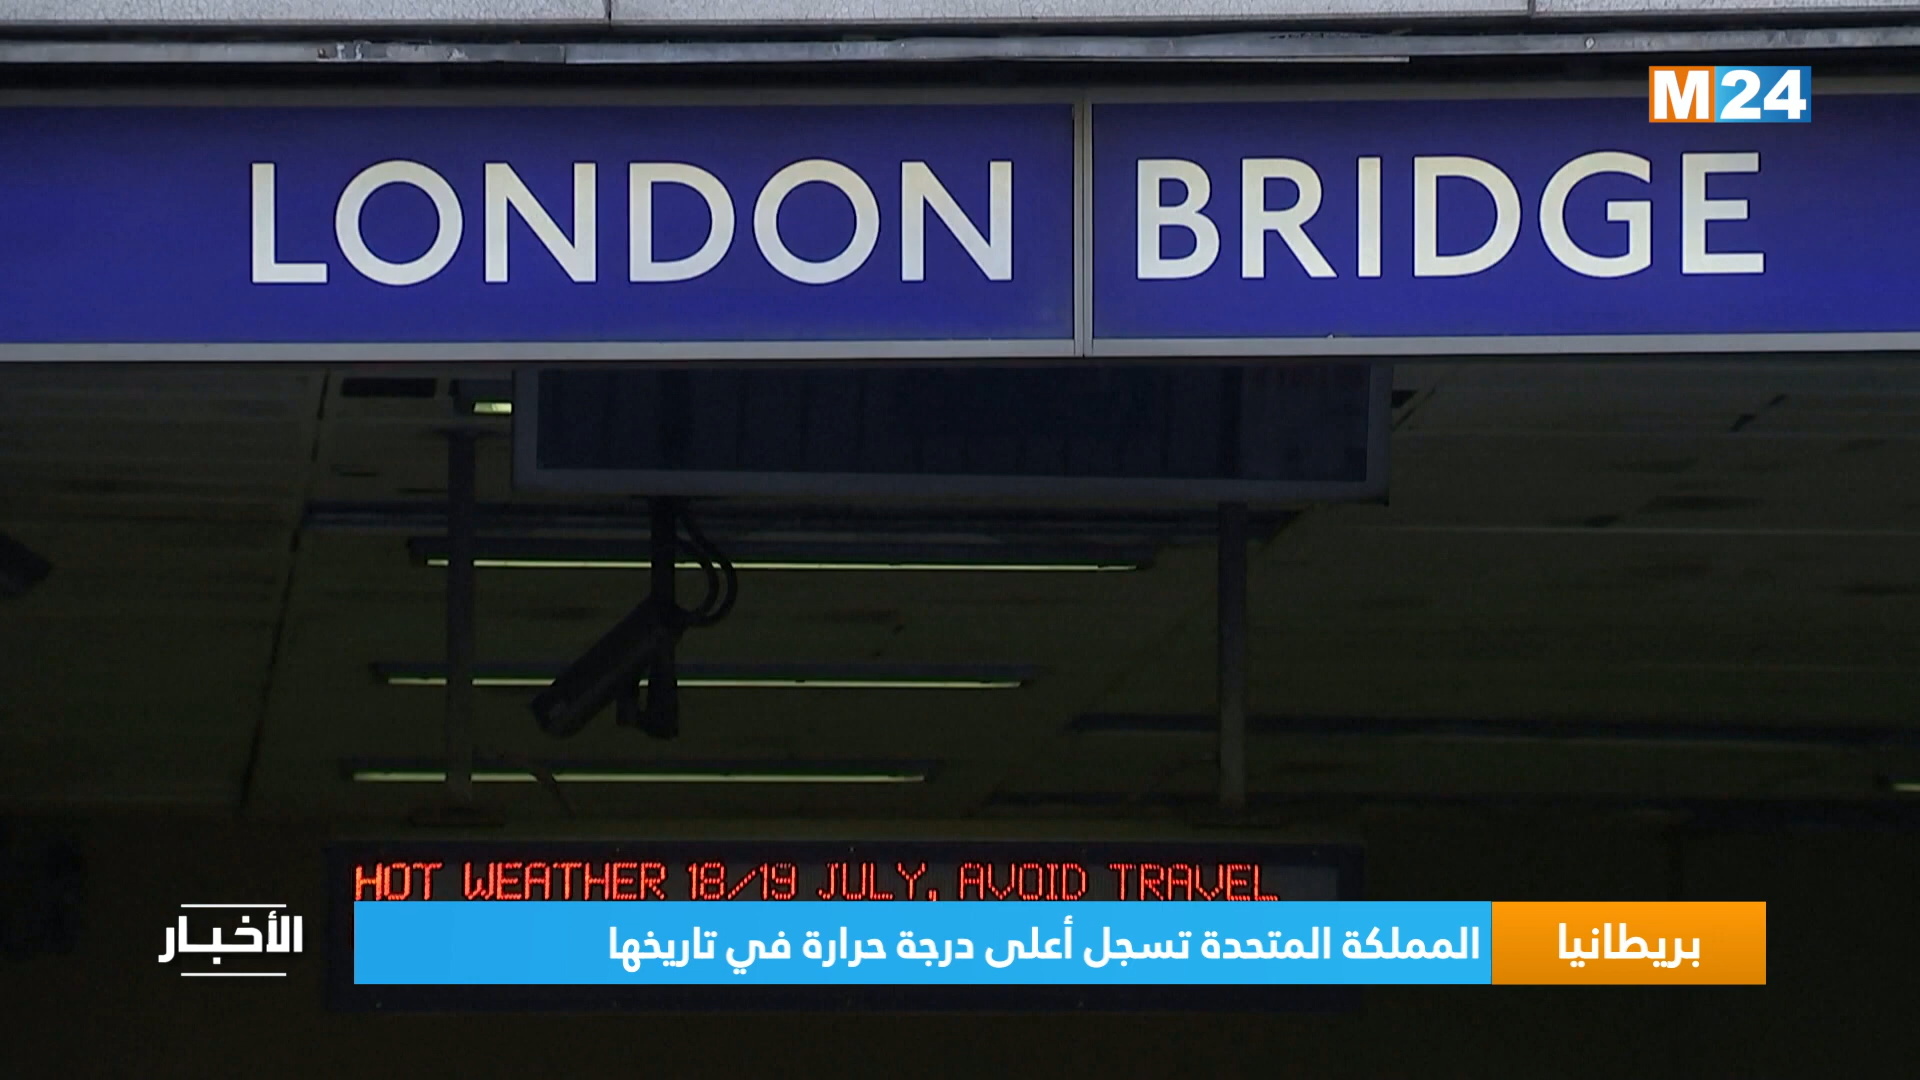 M24
LONDON BRIDGE
HOT WEATHER 18/19 JULY, AVOID TRAVEL
بريطانيا
المملكة المتحدة تسجل أعلى درجة حرارة في تاريخها
الأخبار